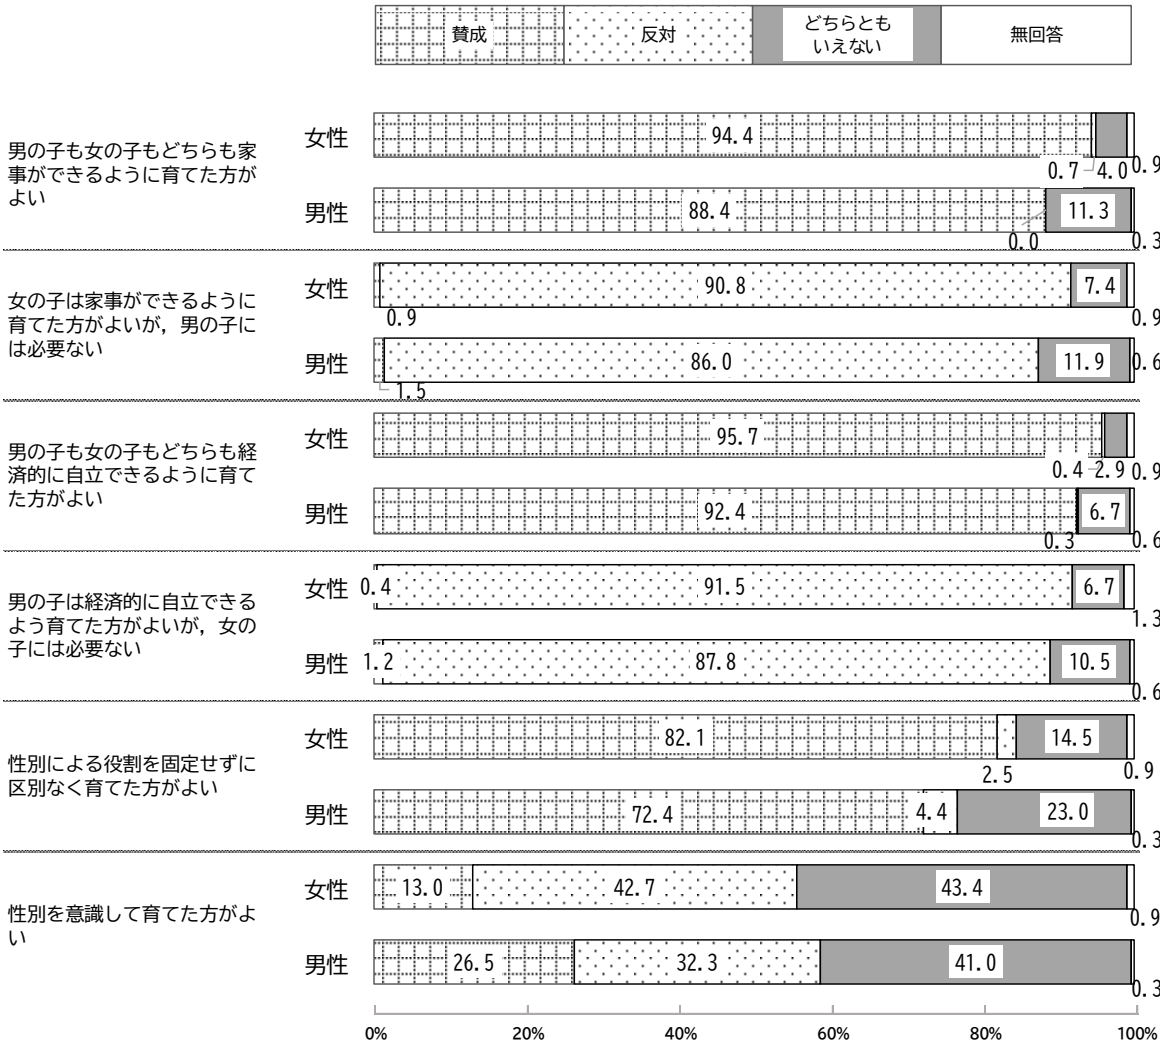 賛成 反対 どちらとも 無回答
いえない
男の子も女の子もどちらも家
事ができるように育てた方が
よい
女性 94.4 0.7 4.0 0.9
男性 88.4 0.0 11.3 0.3
女の子は家事ができるように
育てた方がよいが，男の子に
は必要ない
女性 0.9 90.8 7.4 0.9
男性 1.5 86.0 11.9 0.6
男の子も女の子もどちらも経
済的に自立できるように育て
た方がよい
女性 95.7 0.4 2.9 0.9
男性 92.4 0.3 6.7 0.6
男の子は経済的に自立できる
よう育てた方がよいが，女の
子には必要ない
女性 0.4 91.5 6.7 1.3
男性 1.2 87.8 10.5 0.6
性別による役割を固定せずに
区別なく育てた方がよい
女性 82.1 2.5 14.5 0.9
男性 72.4 4.4 23.0 0.3
性別を意識して育てた方がよ
い
女性 13.0 42.7 43.4 0.9
男性 26.5 32.3 41.0 0.3
0% 20% 40% 60% 80% 100%